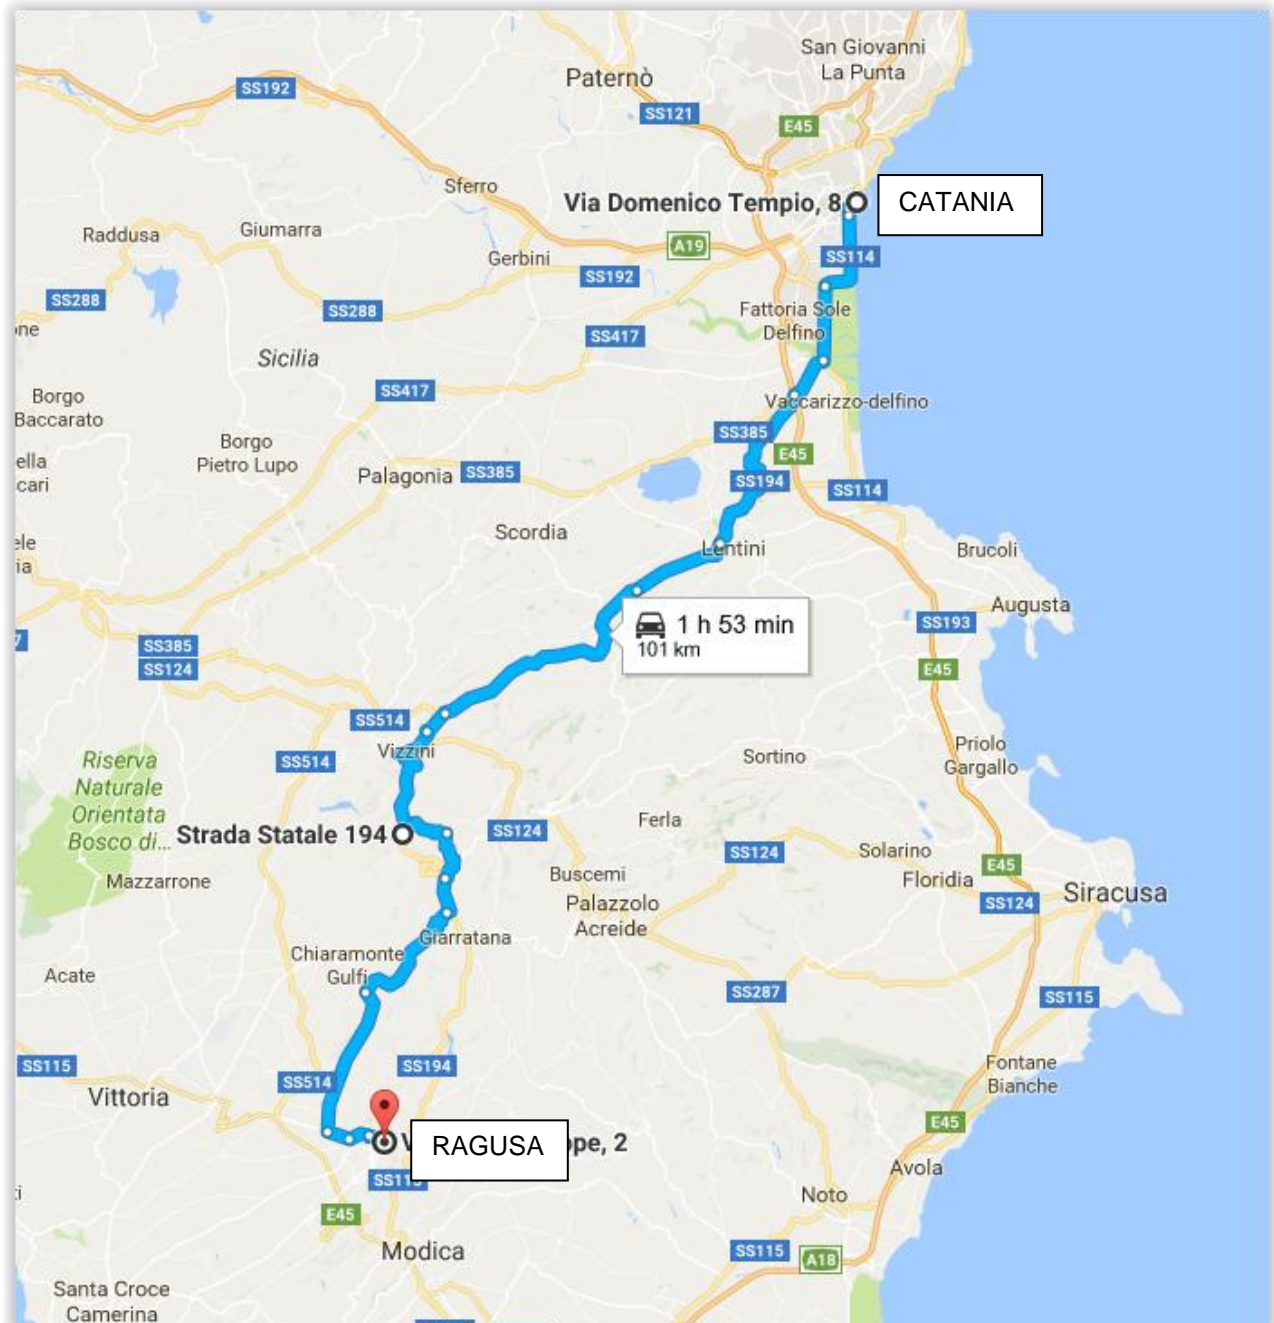 San Giovanni
La Punta
Paternò
SS192
SS121
E45
Sferro
Via Domenico Tempio, 8
CATANIA
Raddusa
Giumarra
A19
Gerbini
SS114
SS192
SS288
SS288
Fattoria Sole
Delfino
SS417
Sicilia
SS417
Borgo
Baccarato
Vaccarizzo-delfino
Borgo
Pietro Lupo
SS385
E45
Palagonia
SS385
SS194
SS114
Scordia
Lentini
Brucoli
Augusta
1 h 53 min
101 km
SS193
SS385
SS124
E45
SS514
Vizzini
SS514
Riserva
Naturale
Orientata
Bosco di...
Sortino
Priolo
Gargallo
Strada Statale 194
SS124
Ferla
SS124
Solarino
E45
Mazzarrone
Buscemi
Floridia
Siracusa
SS124
Palazzolo
Acreide
Giarratana
Chiaramonte
Gulfi
Acate
SS287
SS115
SS115
SS194
SS514
Vittoria
Fontane
Bianche
E45
RAGUSA
ope, 2
Avola
Noto
E45
Modica
SS115
A18
Santa Croce
Camerina